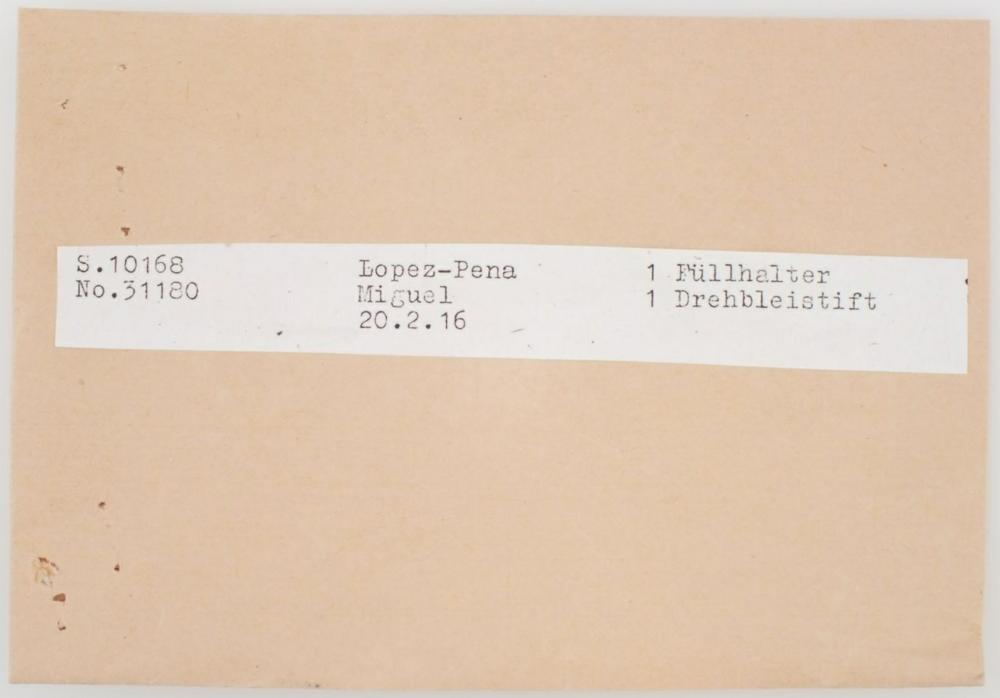 S.10168
No.31180
Lopez-Pena
Miguel
20.2.16
1 Füllhalter
1 Drehbleistift